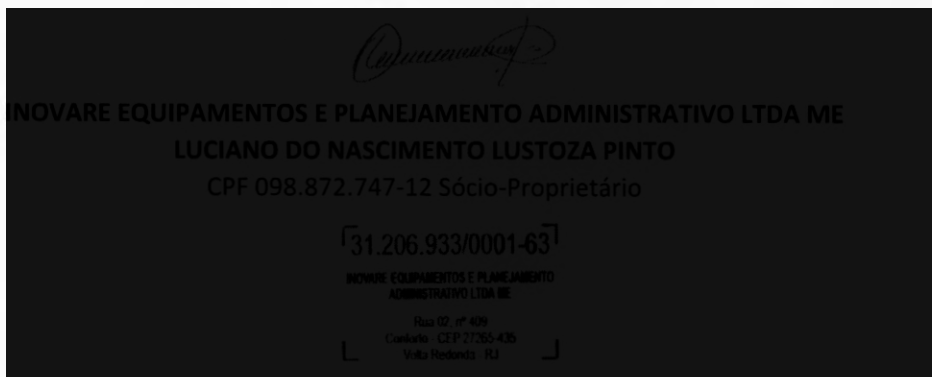 INOVARE EQUIPAMENTOS E PLANEJAMENTO ADMINISTRATIVO LTDA ME
LUCIANO DO NASCIMENTO LUSTOZA PINTO
CPF 098.872.747-12 Sócio-Proprietário
31.206.933/0001-63
INOVARE EQUIPAMENTOS E PLANEJAMENTO
ADMINISTRATIVO LTDA ME
Rua 02, nº 409
Conforto - CEP 27265-435
Volta Redonda - RJ